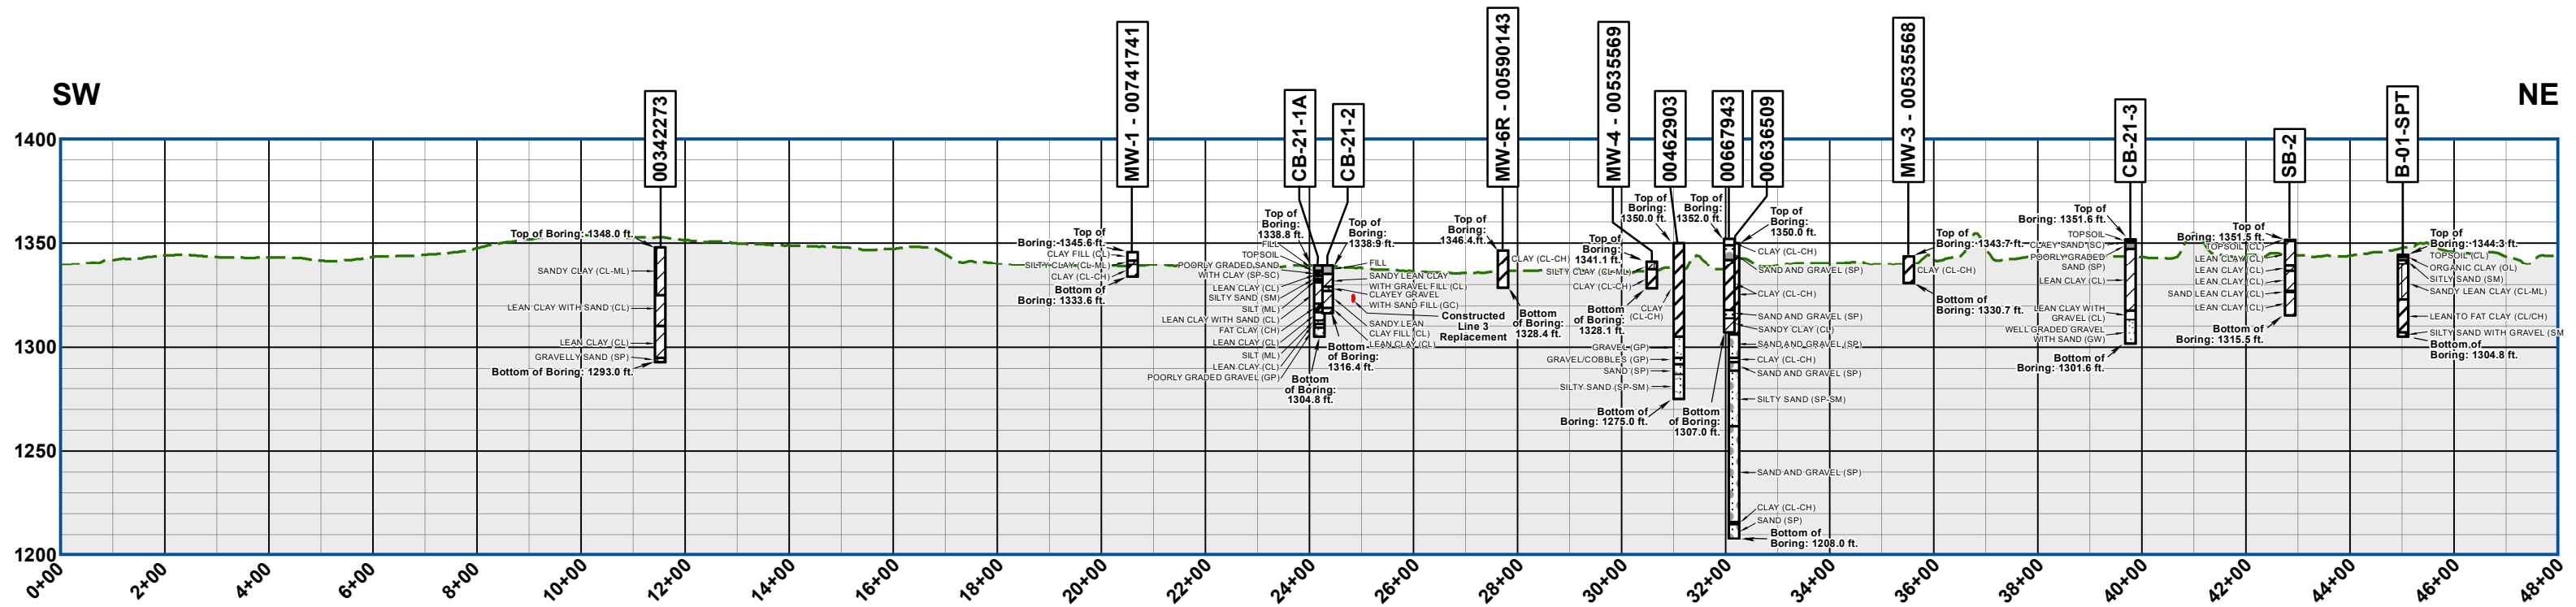 SW
NE
00342273
MW-1 - 00741741
CB-21-1A
CB-21-2
MW-6R - 00590143
MW-4 - 00535569
00462903
00667943
00636509
MW-3 - 00535568
CB-21-3
SB-2
B-01-SPT
1400
1350
1300
1250
1200
Top of Boring: 1348.0 ft.
SANDY CLAY (CL-ML)
LEAN CLAY WITH SAND (CL)
LEAN CLAY (CL)
GRAVELLY SAND (SP)
Bottom of Boring: 1293.0 ft.
Top of
Boring: 1345.6 ft.
CLAY FILL (CL)
SILTY CLAY (CL-ML)
CLAY (CL-CH)
Bottom of
Boring: 1333.6 ft.
Top of
Boring:
1338.8 ft.
FILL
TOPSOIL
POORLY GRADED SAND
WITH CLAY (SP-SC)
LEAN CLAY (CL)
SILTY SAND (SM)
SILT (ML)
LEAN CLAY WITH SAND (CL)
FAT CLAY (CH)
LEAN CLAY (CL)
SILT (ML)
LEAN CLAY (CL)
POORLY GRADED GRAVEL (GP)
Bottom
of Boring:
1304.8 ft.
Top of
Boring:
1338.9 ft.
FILL
SANDY LEAN CLAY
WITH GRAVEL FILL (CL)
CLAYEY GRAVEL
WITH SAND FILL (GC)
SANDY LEAN
CLAY FILL (CL)
LEAN CLAY (CL)
Bottom
of Boring:
1316.4 ft.
Constructed
Line 3
Replacement
Top of
Boring:
1346.4 ft.
CLAY (CL-CH)
Bottom
of Boring:
1328.4 ft.
Top of
Boring:
1341.1 ft.
SILTY CLAY (CL-ML)
CLAY (CL-CH)
Bottom
of Boring:
1328.1 ft.
Top of
Boring:
1350.0 ft.
CLAY
(CL-CH)
GRAVEL (GP)
GRAVEL/COBBLES (GP)
SAND (SP)
SILTY SAND (SP-SM)
Bottom of
Boring: 1275.0 ft.
Top of
Boring:
1352.0 ft.
Bottom of
Boring:
1307.0 ft.
Top of
Boring:
1350.0 ft.
CLAY (CL-CH)
SAND AND GRAVEL (SP)
CLAY (CL-CH)
SAND AND GRAVEL (SP)
SANDY CLAY (CL)
SAND AND GRAVEL (SP)
CLAY (CL-CH)
SAND AND GRAVEL (SP)
SILTY SAND (SP-SM)
SAND AND GRAVEL (SP)
CLAY (CL-CH)
SAND (SP)
Bottom of
Boring: 1208.0 ft.
Top of
Boring: 1343.7 ft.
CLAY (CL-CH)
Bottom of
Boring: 1330.7 ft.
Top of
Boring: 1351.6 ft.
TOPSOIL
CLAEY SAND (SC)
POORLY GRADED
SAND (SP)
LEAN CLAY (CL)
LEAN CLAY WITH
GRAVEL (CL)
WELL GRADED GRAVEL
WITH SAND (GW)
Bottom of
Boring: 1301.6 ft.
Top of
Boring: 1351.5 ft.
TOPSOIL (CL)
LEAN CLAY (CL)
LEAN CLAY (CL)
LEAN CLAY (CL)
SAND LEAN CLAY (CL)
LEAN CLAY (CL)
Bottom of
Boring: 1315.5 ft.
Top of
Boring: 1344.3 ft.
TOPSOIL (CL)
ORGANIC CLAY (OL)
SITLY SAND (SM)
SANDY LEAN CLAY (CL-ML)
LEAN TO FAT CLAY (CL/CH)
SILTY SAND WITH GRAVEL (SM
Bottom of
Boring: 1304.8 ft.
0+00
2+00
4+00
6+00
8+00
10+00
12+00
14+00
16+00
18+00
20+00
22+00
24+00
26+00
28+00
30+00
32+00
34+00
36+00
38+00
40+00
42+00
44+00
46+00
48+00